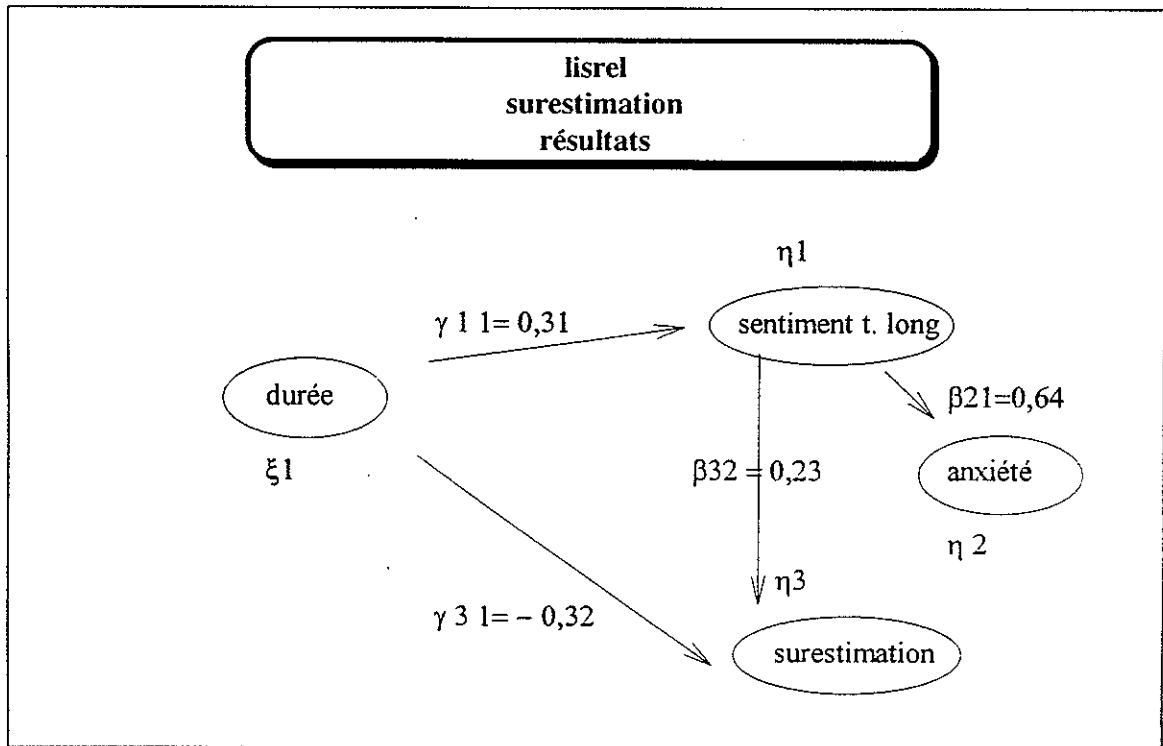 lisrel
surestimation
résultats
η1
γ 1 1= 0,31
sentiment t. long
durée
β21=0,64
ξ1
β32 = 0,23
anxiété
η 2
η3
γ 3 1= – 0,32
surestimation